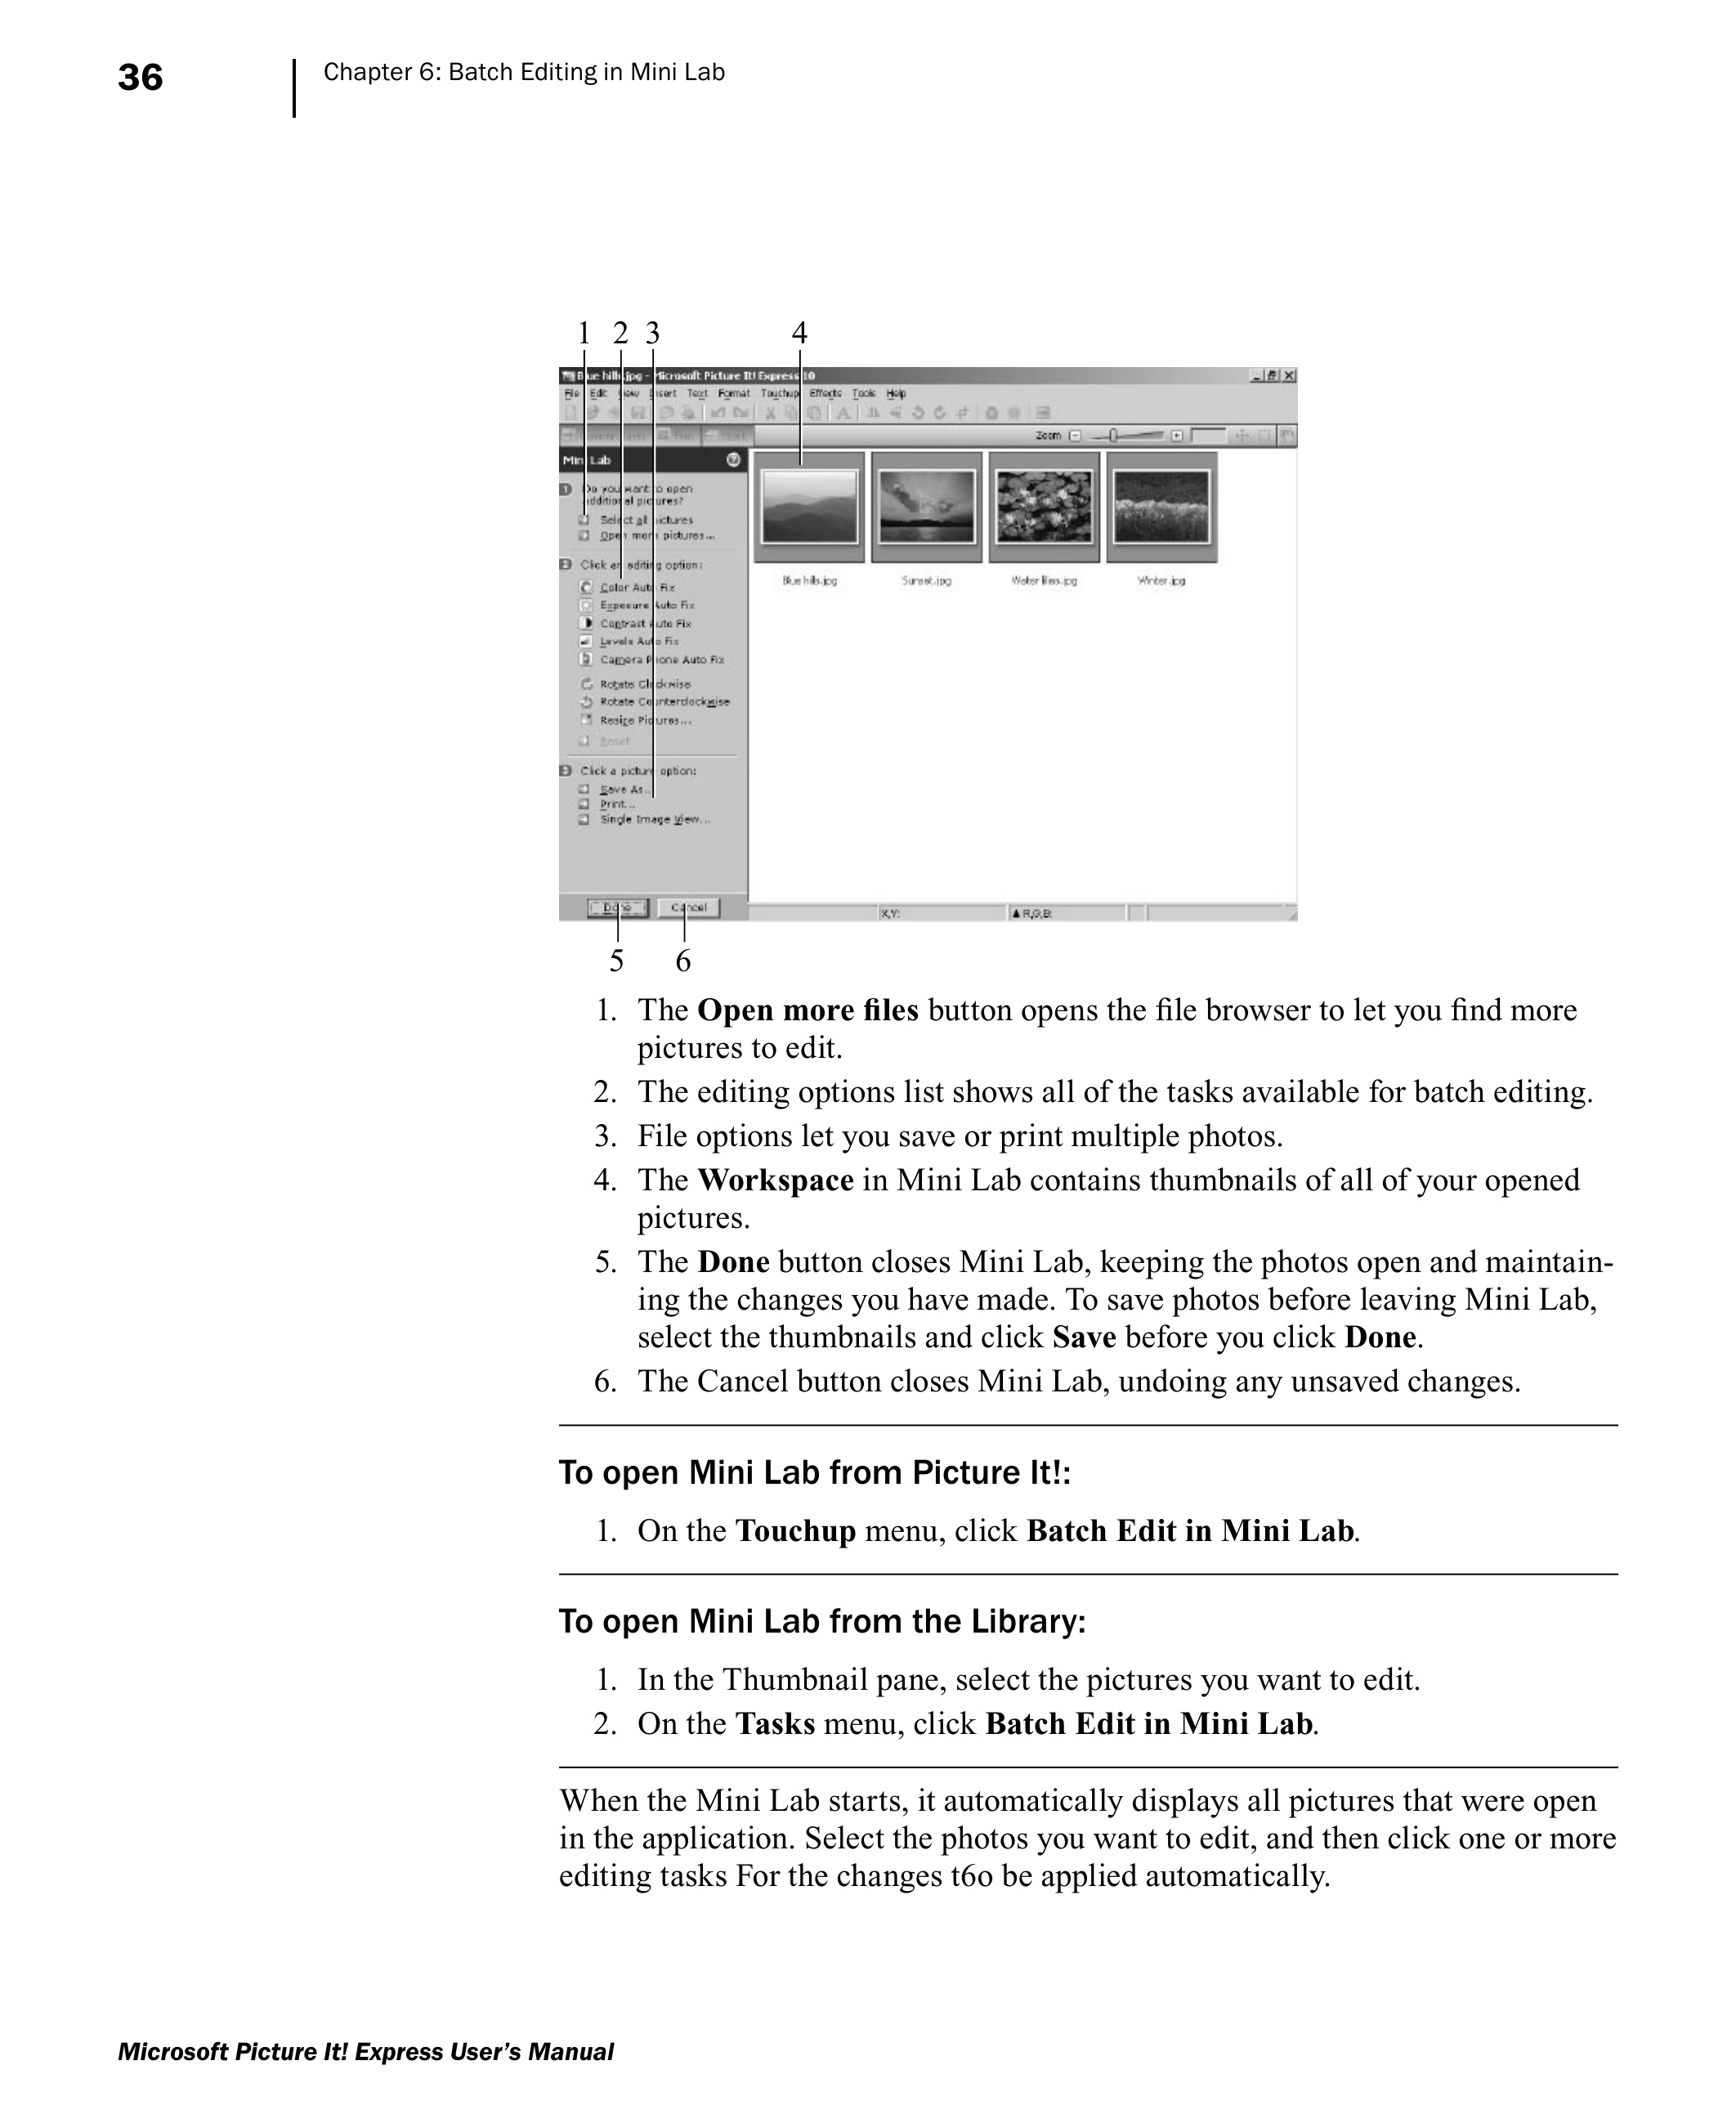 36
Chapter 6: Batch Editing in Mini Lab
1 2 3 4
Blue hills.jpg - Microsoft Picture It! Express 10
File Edit View Insert Text Format Touchup Effects Tools Help
Zoom
Mini Lab
1 Do you want to open
additional pictures?
Select all pictures
Open more pictures...
2 Click an editing option:
Color Auto Fix
Exposure Auto Fix
Contrast Auto Fix
Levels Auto Fix
Camera Phone Auto Fix
Rotate Clockwise
Rotate Counterclockwise
Resize Pictures...
Reset
3 Click a picture option:
Save As...
Print...
Single Image View...
Done Cancel
Blue hills.jpg Sunset.jpg Water lilies.jpg Winter.jpg
X,Y: R,G,B:
5 6
1. The Open more files button opens the file browser to let you find more
pictures to edit.
2. The editing options list shows all of the tasks available for batch editing.
3. File options let you save or print multiple photos.
4. The Workspace in Mini Lab contains thumbnails of all of your opened
pictures.
5. The Done button closes Mini Lab, keeping the photos open and maintain-
ing the changes you have made. To save photos before leaving Mini Lab,
select the thumbnails and click Save before you click Done.
6. The Cancel button closes Mini Lab, undoing any unsaved changes.
To open Mini Lab from Picture It!:
1. On the Touchup menu, click Batch Edit in Mini Lab.
To open Mini Lab from the Library:
1. In the Thumbnail pane, select the pictures you want to edit.
2. On the Tasks menu, click Batch Edit in Mini Lab.
When the Mini Lab starts, it automatically displays all pictures that were open
in the application. Select the photos you want to edit, and then click one or more
editing tasks For the changes t6o be applied automatically.
Microsoft Picture It! Express User’s Manual